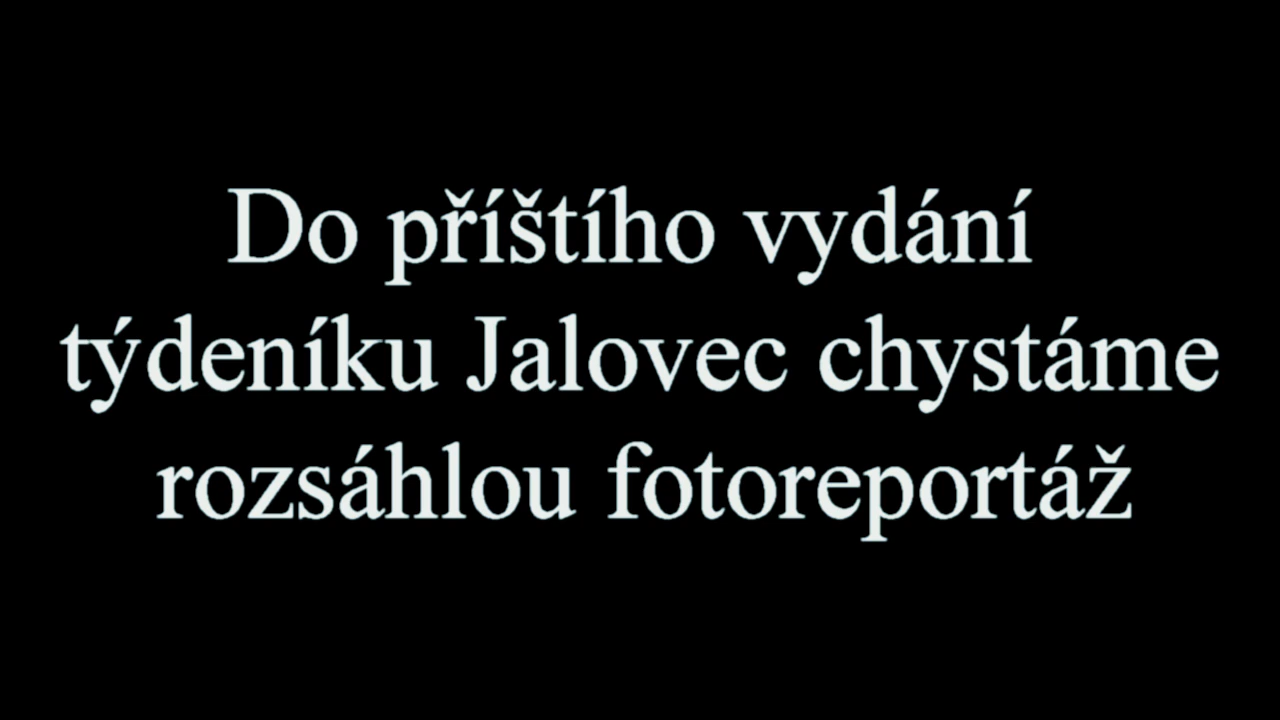 Do příštího vydání
týdeníku Jalovec chystáme
rozsáhlou fotoreportáž